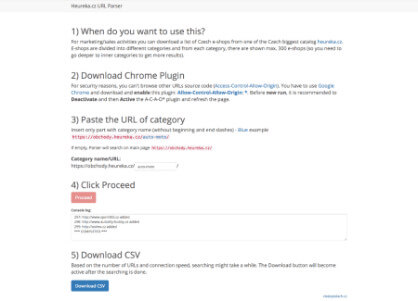 Heureka.cz URL Parser
1) When do you want to use this?
For marketing/sales activities you can download a list of Czech e-shops from one of the Czech biggest catalog heureka.cz.
E-shops are divided into different categories and from each category, there are shown max. 300 e-shops (so you need to
go deeper to inner categories to get more results).
2) Download Chrome Plugin
For security reasons, you can't browse other URLs source code (Access-Control-Allow-Origin). You have to use Google
Chrome and download and enable this plugin: Allow-Control-Allow-Origin: *. Before new run, it is recommended to
Deactivate and then Active the A-C-A-O* plugin and refresh the page.
3) Paste the URL of category
Insert only part with category name (without beginning and end slashes) - Blue example
https://obchody.heureka.cz/auto-moto/
If empty, Parser will search on main page https://obchody.heureka.cz/
Category name/URL:
https://obchody.heureka.cz/ /
4) Click Proceed
Proceed
added
added
added
5) Download CSV
Based on the number of URLs and connection speed, searching might take a while. The Download button will become
active after the searching is done.
Download CSV